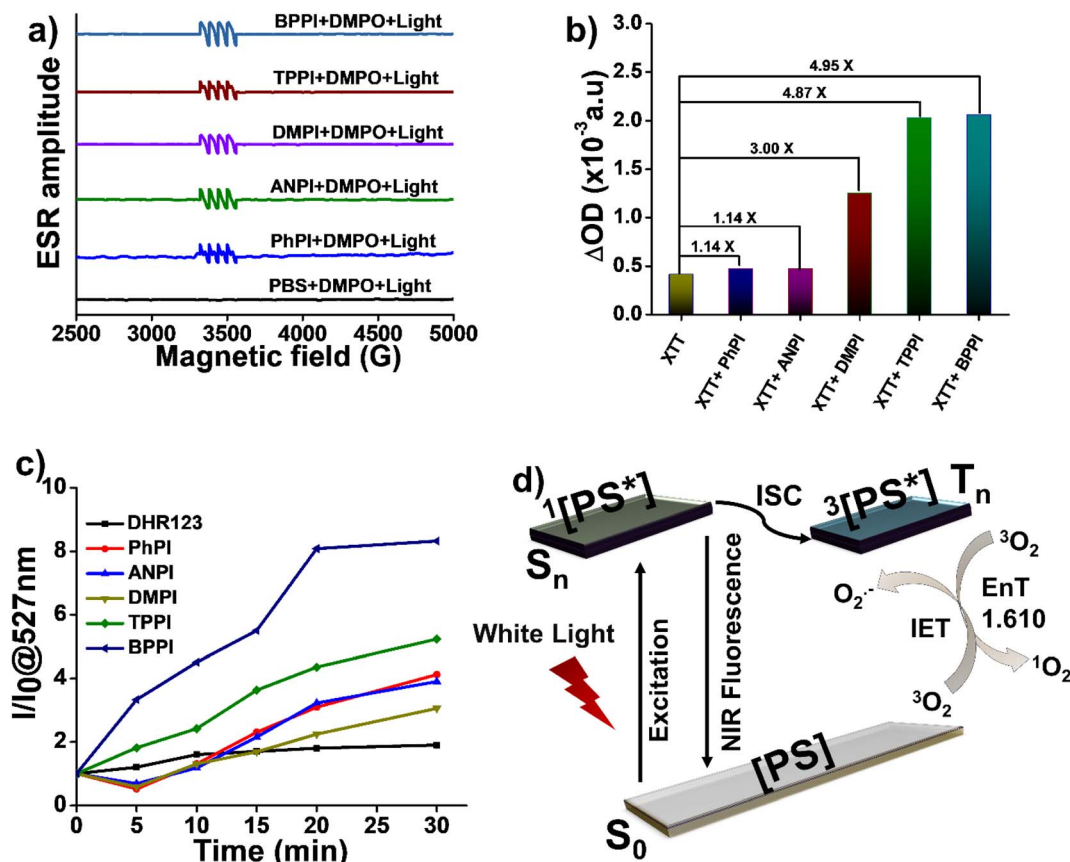 a)
BPPI+DMPO+Light
TPPI+DMPO+Light
DMPI+DMPO+Light
ANPI+DMPO+Light
PhPI+DMPO+Light
PBS+DMPO+Light
ESR amplitude
2500 3000 3500 4000 4500 5000
Magnetic field (G)
b)
3.0
2.5
2.0
1.5
1.0
0.5
0.0
ΔOD (x10⁻³a.u)
4.95 X
4.87 X
3.00 X
1.14 X
1.14 X
XTT
XTT+ PhPI
XTT+ ANPI
XTT+ DMPI
XTT+ TPPI
XTT+ BPPI
c)
10
8
6
4
2
0
I/I₀@527nm
DHR123
PhPI
ANPI
DMPI
TPPI
BPPI
0 5 10 15 20 25 30
Time (min)
d)
¹[PS*]
Sₙ
ISC
³[PS*]
Tₙ
White Light
Excitation
NIR Fluorescence
³O₂
O₂·⁻
EnT
1.610
IET
¹O₂
³O₂
[PS]
S₀